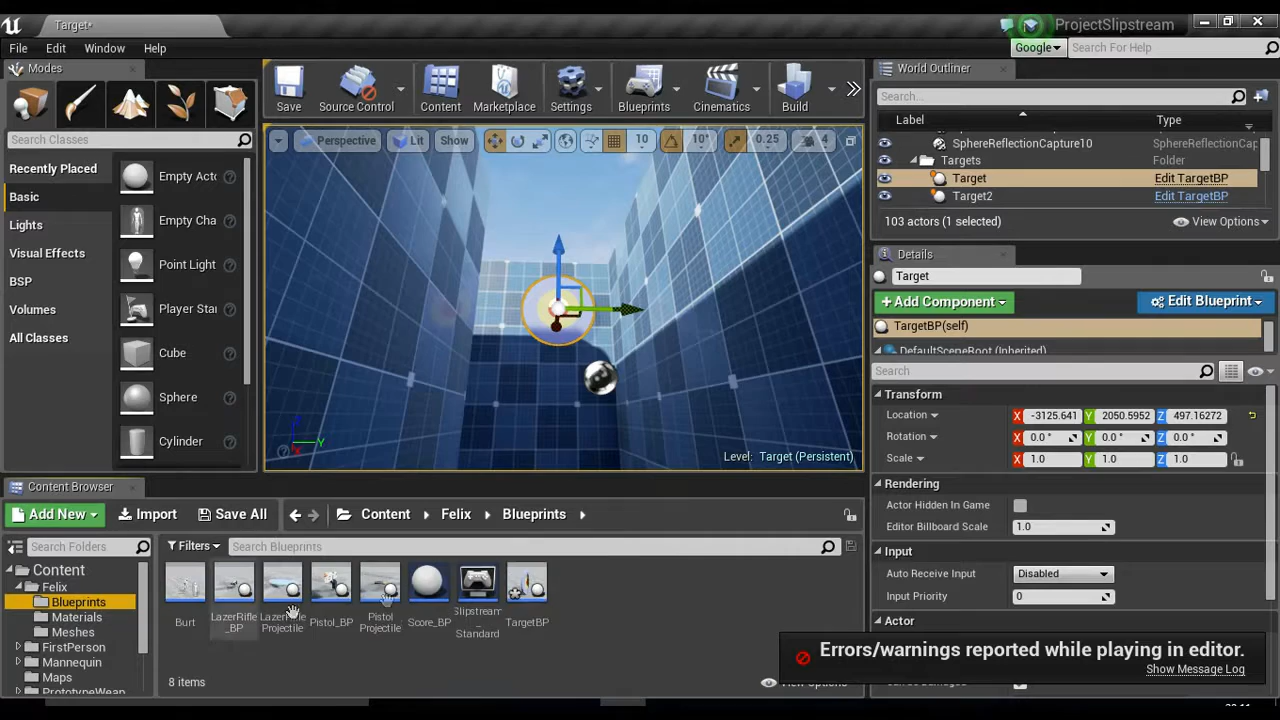 Target*
ProjectSlipstream
File Edit Window Help
Google
Search For Help
Modes
Search Classes
Recently Placed
Basic
Lights
Visual Effects
BSP
Volumes
All Classes
Empty Acto
Empty Cha
Point Light
Player Star
Cube
Sphere
Cylinder
Save
Source Control
Content
Marketplace
Settings
Blueprints
Cinematics
Build
Perspective
Lit
Show
10
10°
0.25
4
Level: Target (Persistent)
World Outliner
Search...
Label
Type
SphereReflectionCapture10
SphereReflectionCap
Targets
Folder
Target
Edit TargetBP
Target2
Edit TargetBP
103 actors (1 selected)
View Options
Details
Target
Add Component
Edit Blueprint
TargetBP(self)
DefaultSceneRoot (Inherited)
Search
Transform
Location
X -3125.641 Y 2050.5952 Z 497.16272
Rotation
X 0.0 ° Y 0.0 ° Z 0.0 °
Scale
X 1.0 Y 1.0 Z 1.0
Rendering
Actor Hidden In Game
Editor Billboard Scale
1.0
Input
Auto Receive Input
Disabled
Input Priority
0
Actor
Errors/warnings reported while playing in editor.
Show Message Log
Content Browser
Add New
Import
Save All
Content
Felix
Blueprints
Search Folders
Filters
Search Blueprints
Content
Felix
Blueprints
Materials
Meshes
FirstPerson
Mannequin
Maps
PrototypeWeap
Burt
LazerRifle
_BP
Projectile
Pistol_BP
Pistol
Projectile
Score_BP
Slipstream
_
Standard
TargetBP
8 items